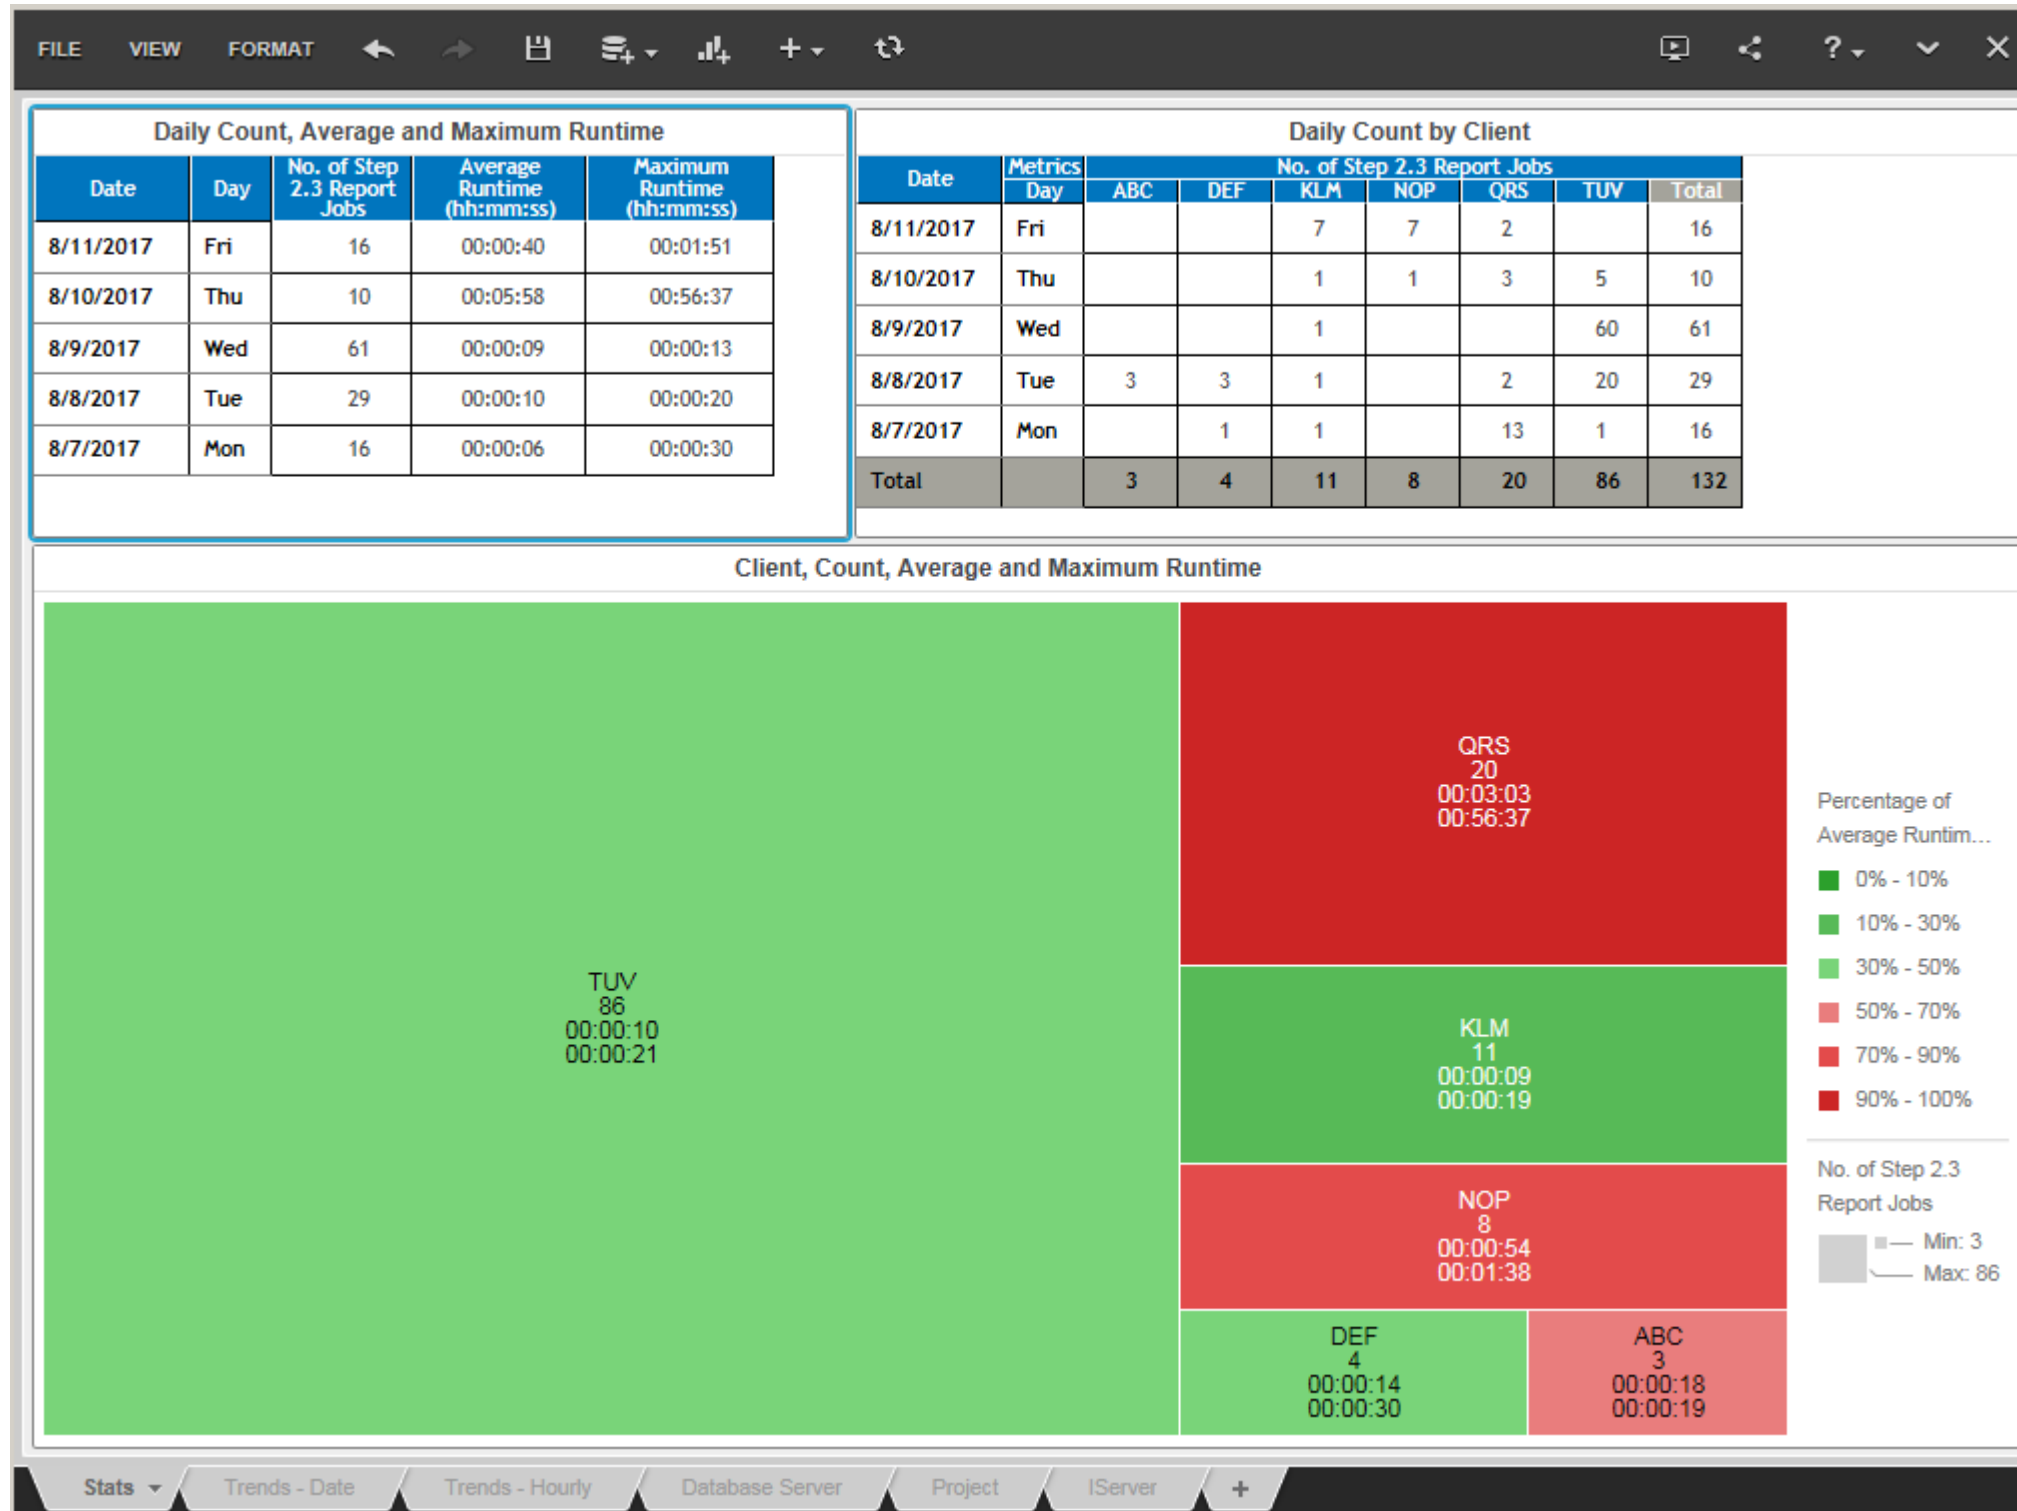 FILE VIEW FORMAT ?
Daily Count, Average and Maximum Runtime
Date Day No. of Step 2.3 Report Jobs Average Runtime (hh:mm:ss) Maximum Runtime (hh:mm:ss)
8/11/2017 Fri 16 00:00:40 00:01:51
8/10/2017 Thu 10 00:05:58 00:56:37
8/9/2017 Wed 61 00:00:09 00:00:13
8/8/2017 Tue 29 00:00:10 00:00:20
8/7/2017 Mon 16 00:00:06 00:00:30
Daily Count by Client
Date Metrics No. of Step 2.3 Report Jobs
Day ABC DEF KLM NOP QRS TUV Total
8/11/2017 Fri 7 7 2 16
8/10/2017 Thu 1 1 3 5 10
8/9/2017 Wed 1 60 61
8/8/2017 Tue 3 3 1 2 20 29
8/7/2017 Mon 1 1 13 1 16
Total 3 4 11 8 20 86 132
Client, Count, Average and Maximum Runtime
TUV
86
00:00:10
00:00:21
QRS
20
00:03:03
00:56:37
KLM
11
00:00:09
00:00:19
NOP
8
00:00:54
00:01:38
DEF
4
00:00:14
00:00:30
ABC
3
00:00:18
00:00:19
Percentage of
Average Runtim...
0% - 10%
10% - 30%
30% - 50%
50% - 70%
70% - 90%
90% - 100%
No. of Step 2.3
Report Jobs
Min: 3
Max: 86
Stats Trends - Date Trends - Hourly Database Server Project IServer +